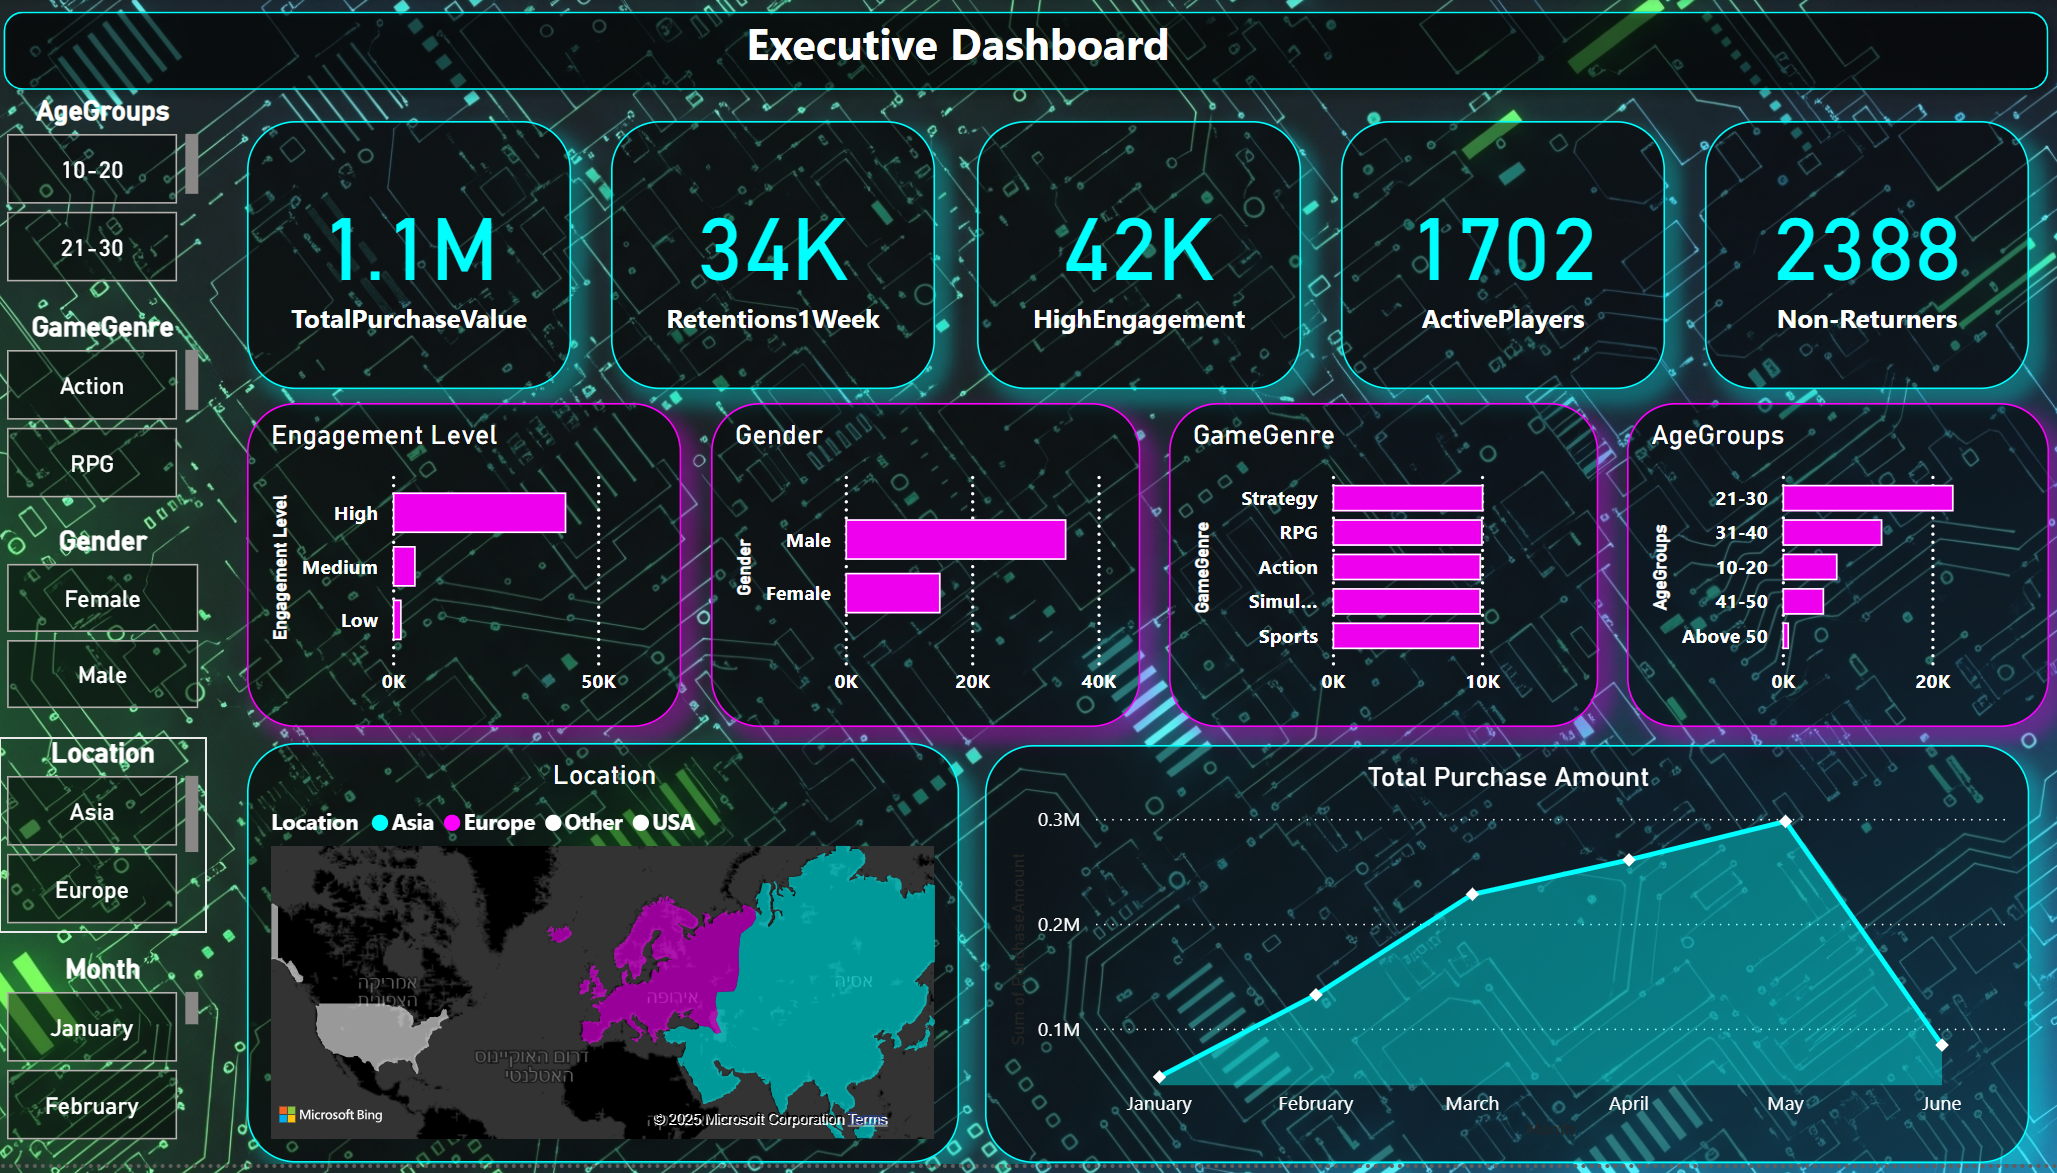 Executive Dashboard
AgeGroups
10-20
21-30
GameGenre
Action
RPG
Gender
Female
Male
Location
Asia
Europe
Month
January
February
1.1M
TotalPurchaseValue
34K
Retentions1Week
42K
HighEngagement
1702
ActivePlayers
2388
Non-Returners
Engagement Level
Engagement Level
High
Medium
Low
0K 50K
Gender
Gender
Male
Female
0K 20K 40K
GameGenre
GameGenre
Strategy
RPG
Action
Simul...
Sports
0K 10K
AgeGroups
AgeGroups
21-30
31-40
10-20
41-50
Above 50
0K 20K
Location
Location Asia Europe Other USA
אמריקה
הצפונית
אירופה
אסיה
דרום האוקיינוס
האטלנטי
Microsoft Bing
© 2025 Microsoft Corporation Terms
Total Purchase Amount
Sum of PurchaseAmount
0.3M
0.2M
0.1M
January February March April May June